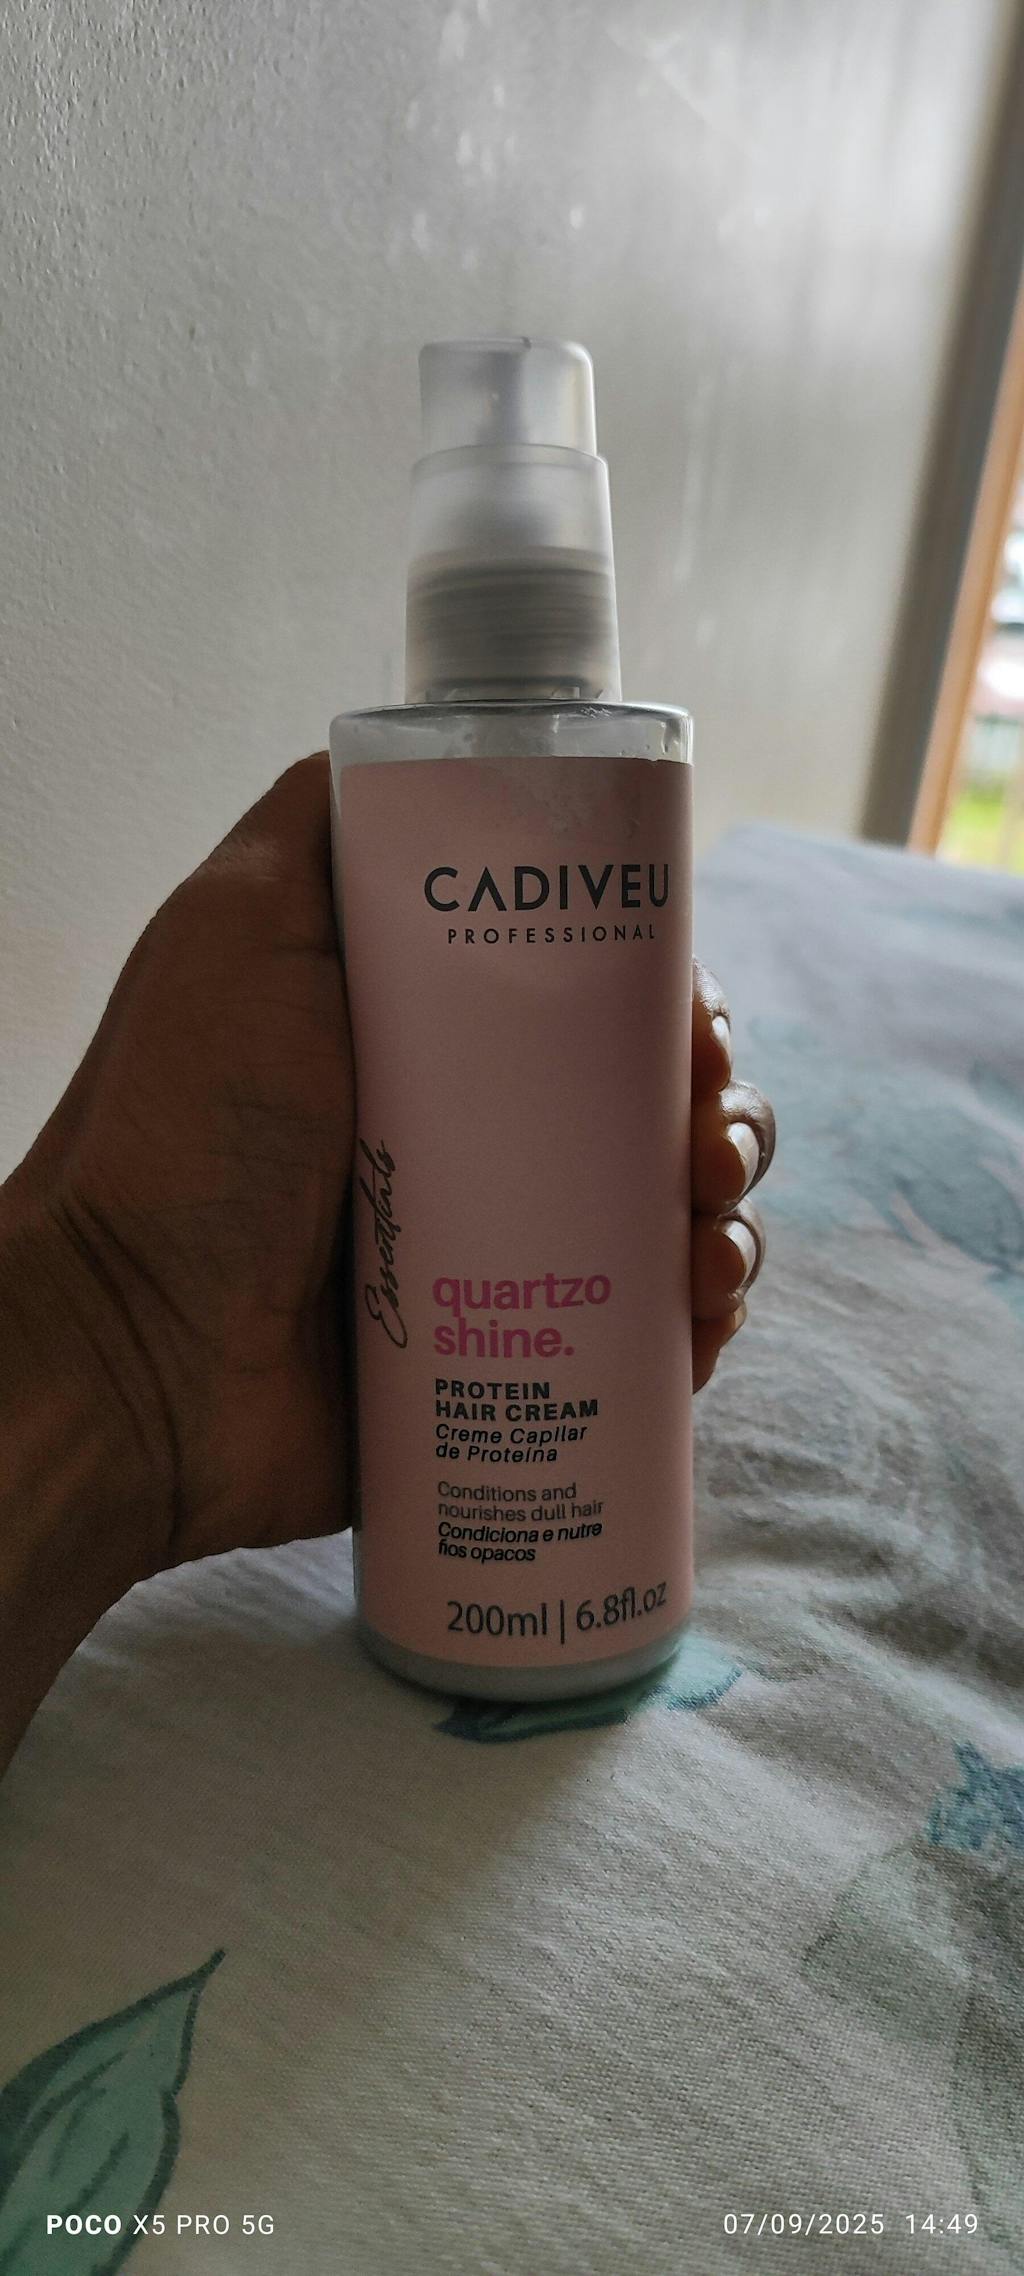 CADIVEU
PROFESSIONAL
Essentials
quartzo
shine.
PROTEIN
HAIR CREAM
Creme Capilar
de Proteína
Conditions and
nourishes dull hair
Condiciona e nutre
fios opacos
200ml | 6.8fl.oz
POCO X5 PRO 5G
07/09/2025 14:49